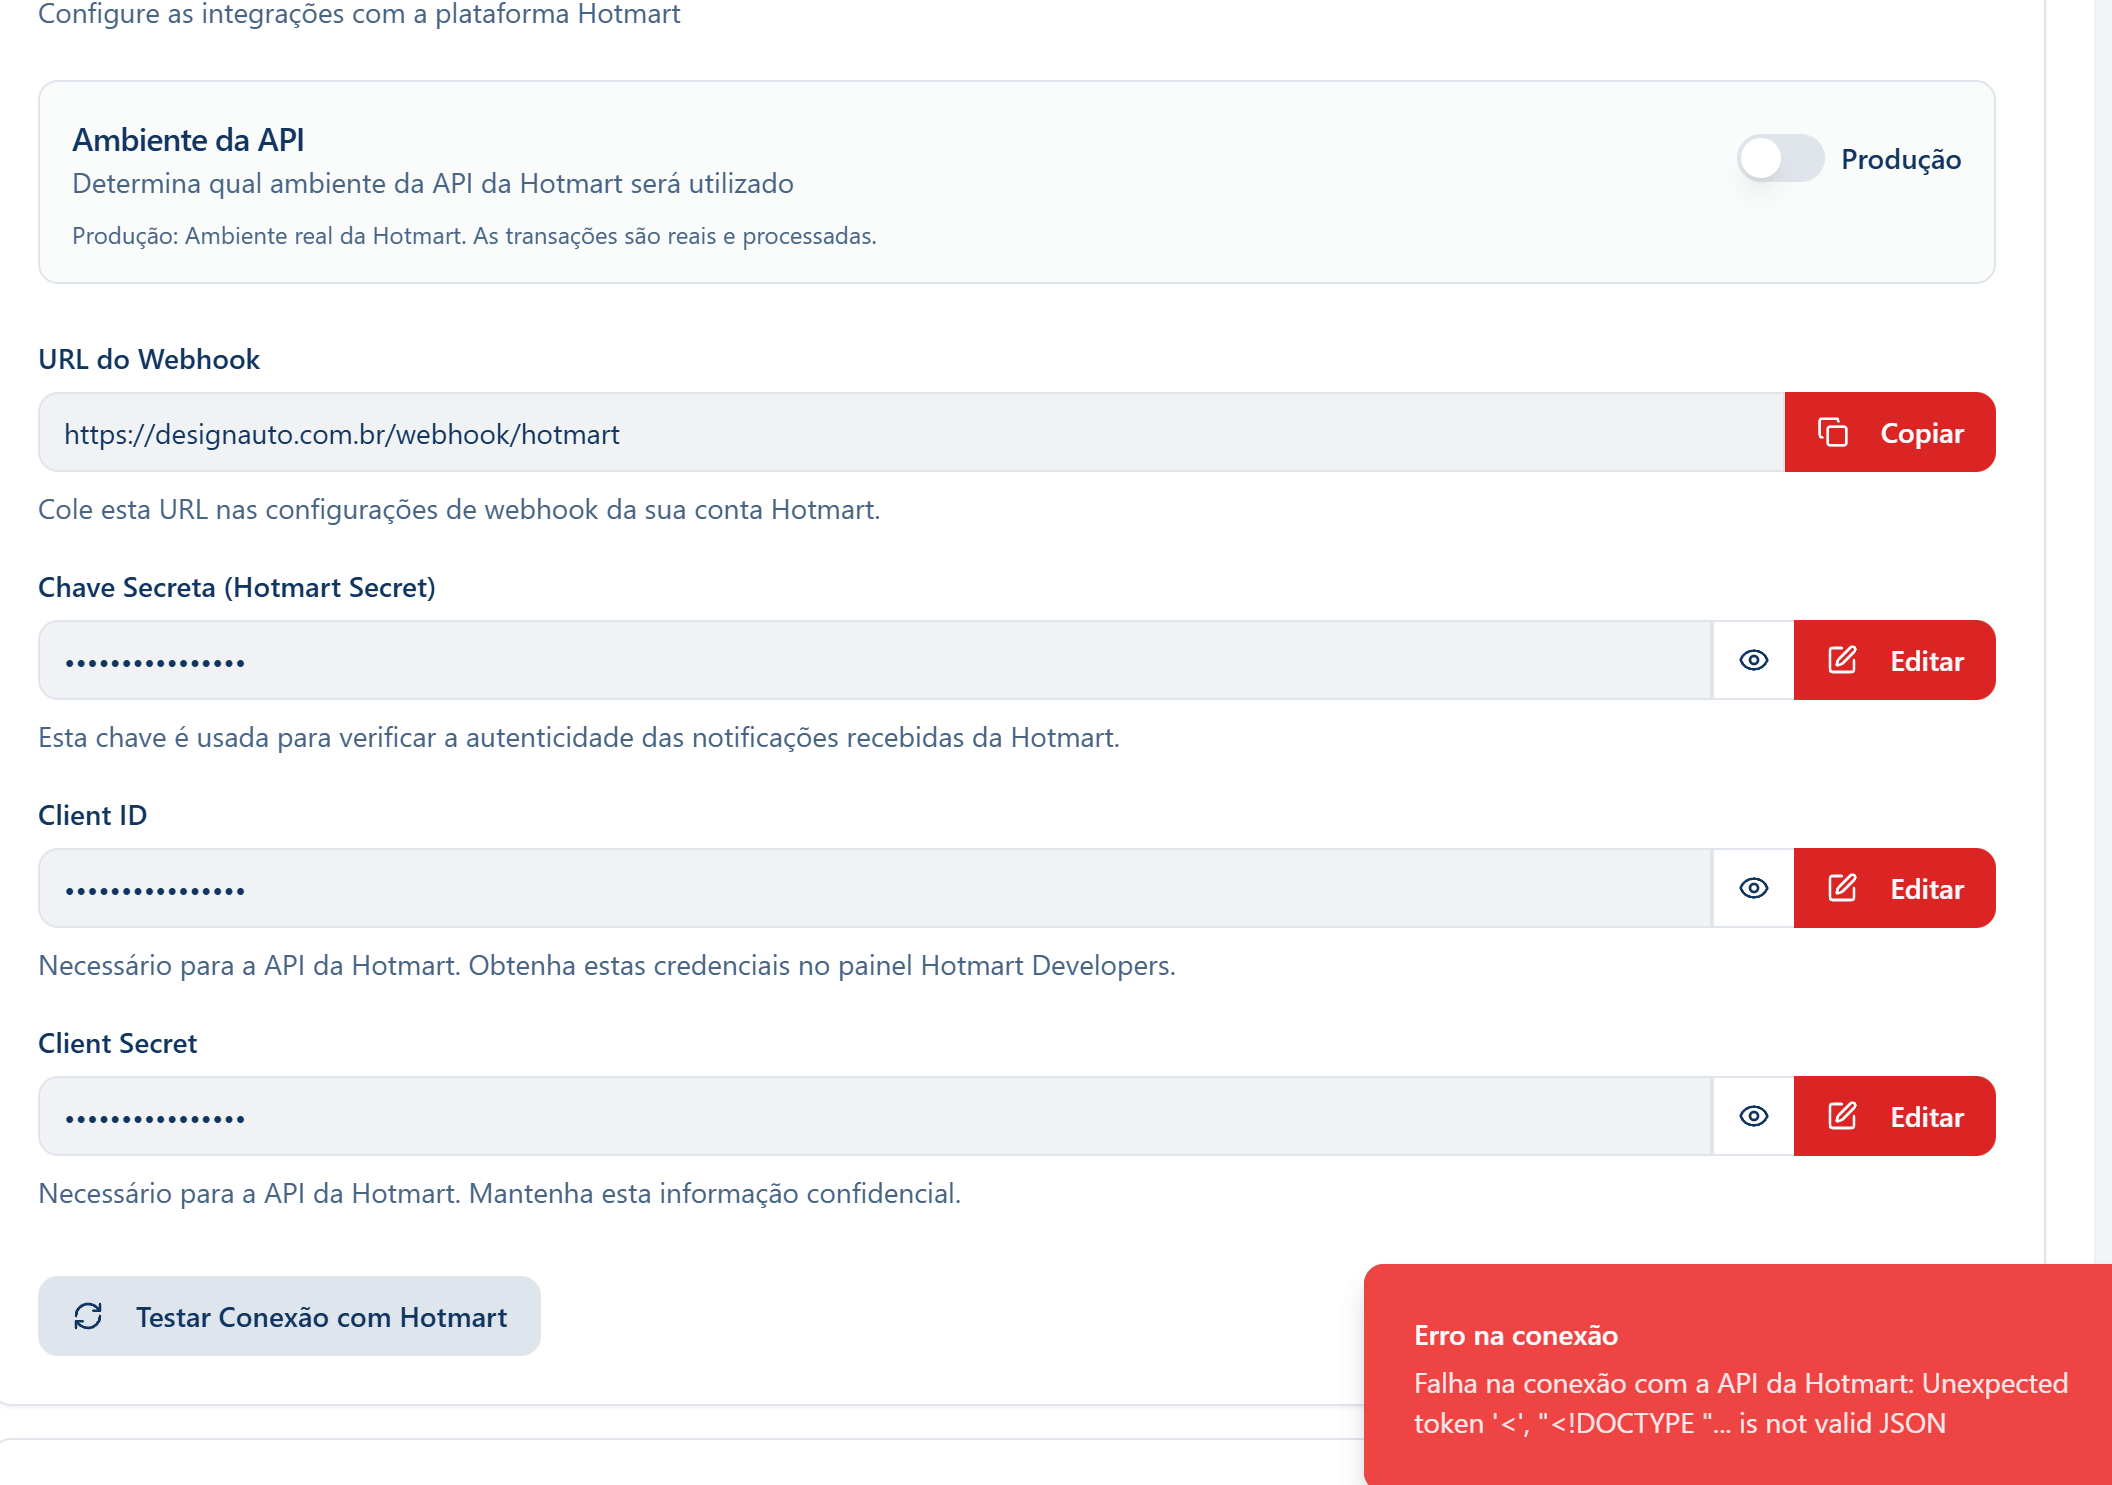 Configure as integrações com a plataforma Hotmart
Ambiente da API
Determina qual ambiente da API da Hotmart será utilizado
Produção: Ambiente real da Hotmart. As transações são reais e processadas.
Produção
URL do Webhook
https://designauto.com.br/webhook/hotmart
Copiar
Cole esta URL nas configurações de webhook da sua conta Hotmart.
Chave Secreta (Hotmart Secret)
••••••••••••••••
Editar
Esta chave é usada para verificar a autenticidade das notificações recebidas da Hotmart.
Client ID
••••••••••••••••
Editar
Necessário para a API da Hotmart. Obtenha estas credenciais no painel Hotmart Developers.
Client Secret
••••••••••••••••
Editar
Necessário para a API da Hotmart. Mantenha esta informação confidencial.
Testar Conexão com Hotmart
Erro na conexão
Falha na conexão com a API da Hotmart: Unexpected
token '<', "<!DOCTYPE "... is not valid JSON